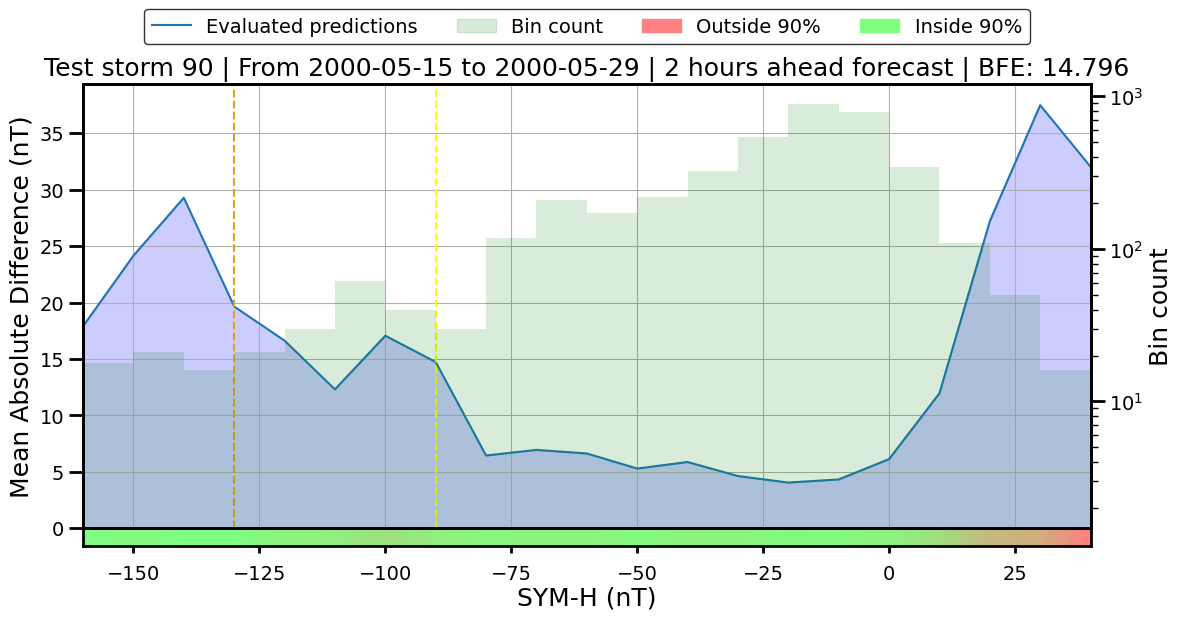 Evaluated predictions Bin count Outside 90% Inside 90%
Test storm 90 | From 2000-05-15 to 2000-05-29 | 2 hours ahead forecast | BFE: 14.796
Mean Absolute Difference (nT)
35
30
25
20
15
10
5
0
10³
10²
10¹
Bin count
−150 −125 −100 −75 −50 −25 0 25
SYM-H (nT)